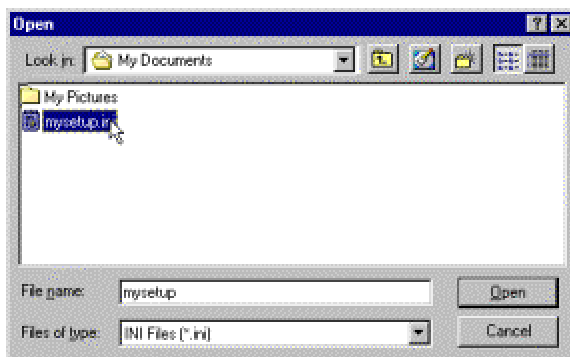 Open
Look in: My Documents
My Pictures
mysetup.ini
File name: mysetup Open
Files of type: INI Files (*.ini) Cancel